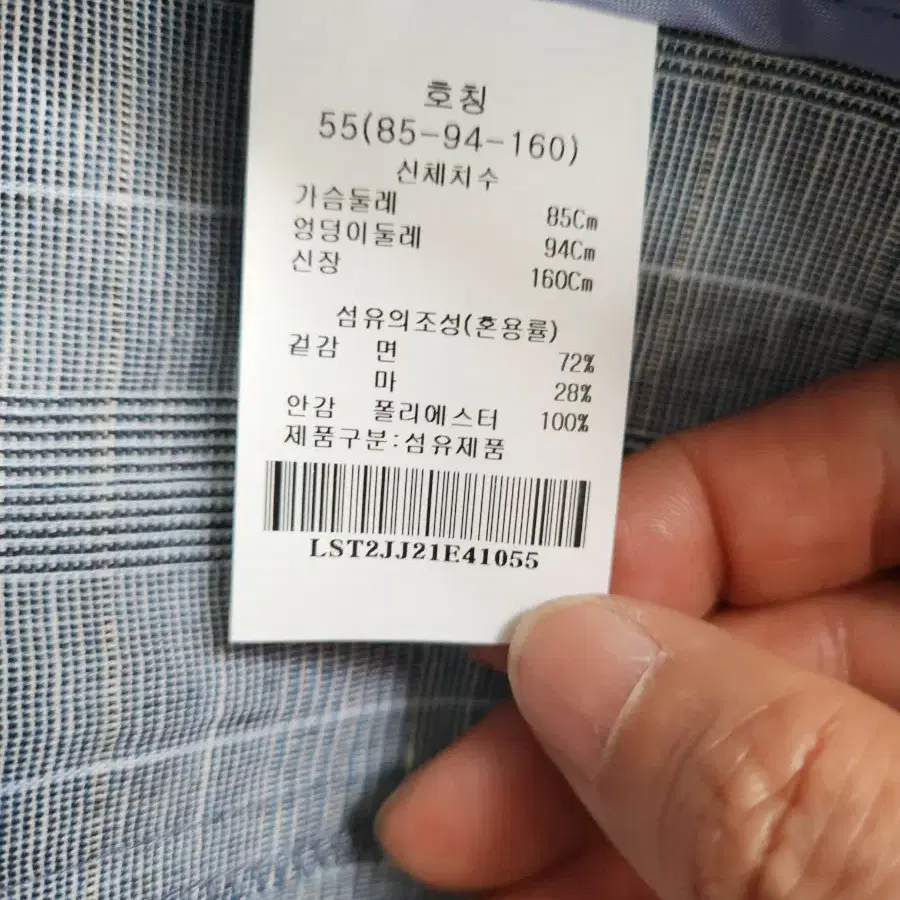 호칭
55(85-94-160)
신체치수
가슴둘레 85Cm
엉덩이둘레 94Cm
신장 160Cm
섬유의조성(혼용률)
겉감 면 72%
마 28%
안감 폴리에스터 100%
제품구분:섬유제품
LST2JJ21E41055